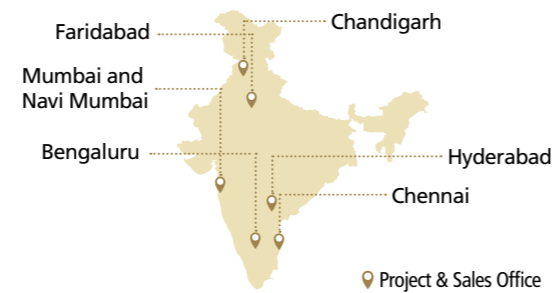 Chandigarh
Faridabad
Mumbai and
Navi Mumbai
Bengaluru
Hyderabad
Chennai
Project & Sales Office